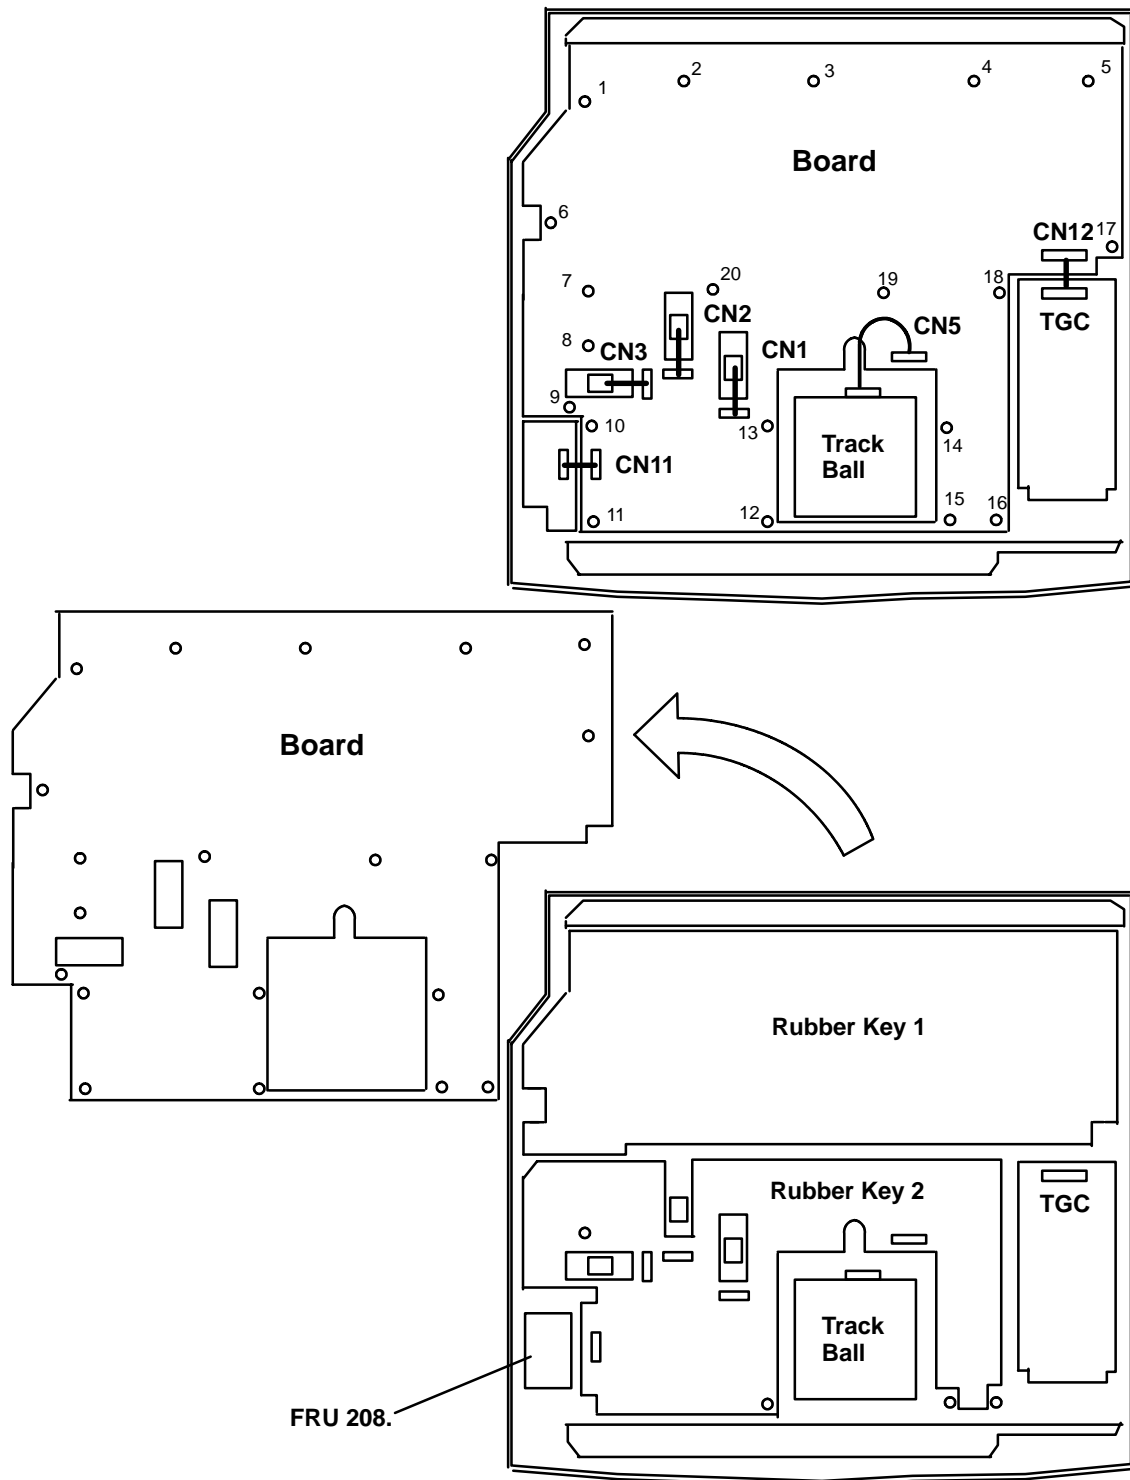 1
2
3
4
5
Board
6
CN12
17
7
20
19
18
CN2
CN5
TGC
8
CN3
CN1
9
10
13
Track
Ball
14
CN11
11
12
15
16
Board
Rubber Key 1
Rubber Key 2
TGC
Track
Ball
FRU 208.